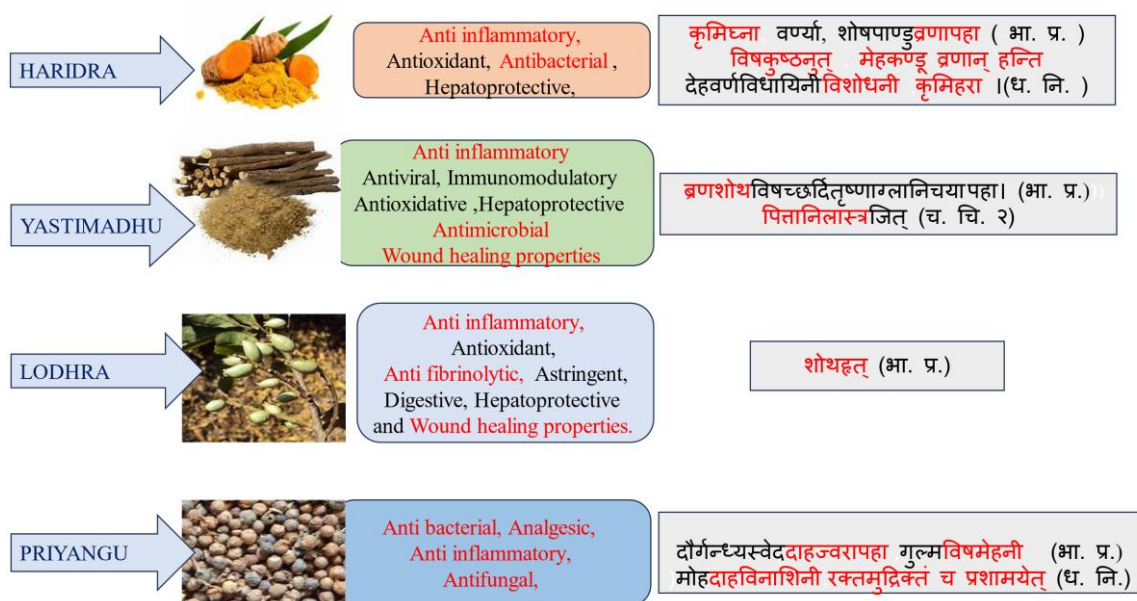 HARIDRA
Anti inflammatory,
Antioxidant, Antibacterial ,
Hepatoprotective,
कृमिघ्ना वर्ण्या, शोषपाण्डुव्रणापहा ( भा. प्र. )
विषकुष्ठनुत् , मेहकण्डू व्रणान् हन्ति
देहवर्णविधायिनीविशोधनी कृमिहरा ।(ध. नि. )
YASTIMADHU
Anti inflammatory
Antiviral, Immunomodulatory
Antioxidative ,Hepatoprotective
Antimicrobial
Wound healing properties
ब्रणशोथविषच्छर्दितृष्णाग्लानिचयापहा। (भा. प्र.)
पित्तानिलास्त्रजित् (च. चि. २)
LODHRA
Anti inflammatory,
Antioxidant,
Anti fibrinolytic, Astringent,
Digestive, Hepatoprotective
and Wound healing properties.
शोथहृत् (भा. प्र.)
PRIYANGU
Anti bacterial, Analgesic,
Anti inflammatory,
Antifungal,
दौर्गन्ध्यस्वेददाहज्वरापहा गुल्मविषमेहनी (भा. प्र.)
मोहदाहविनाशिनी रक्तमुद्रिक्तं च प्रशामयेत् (ध. नि.)